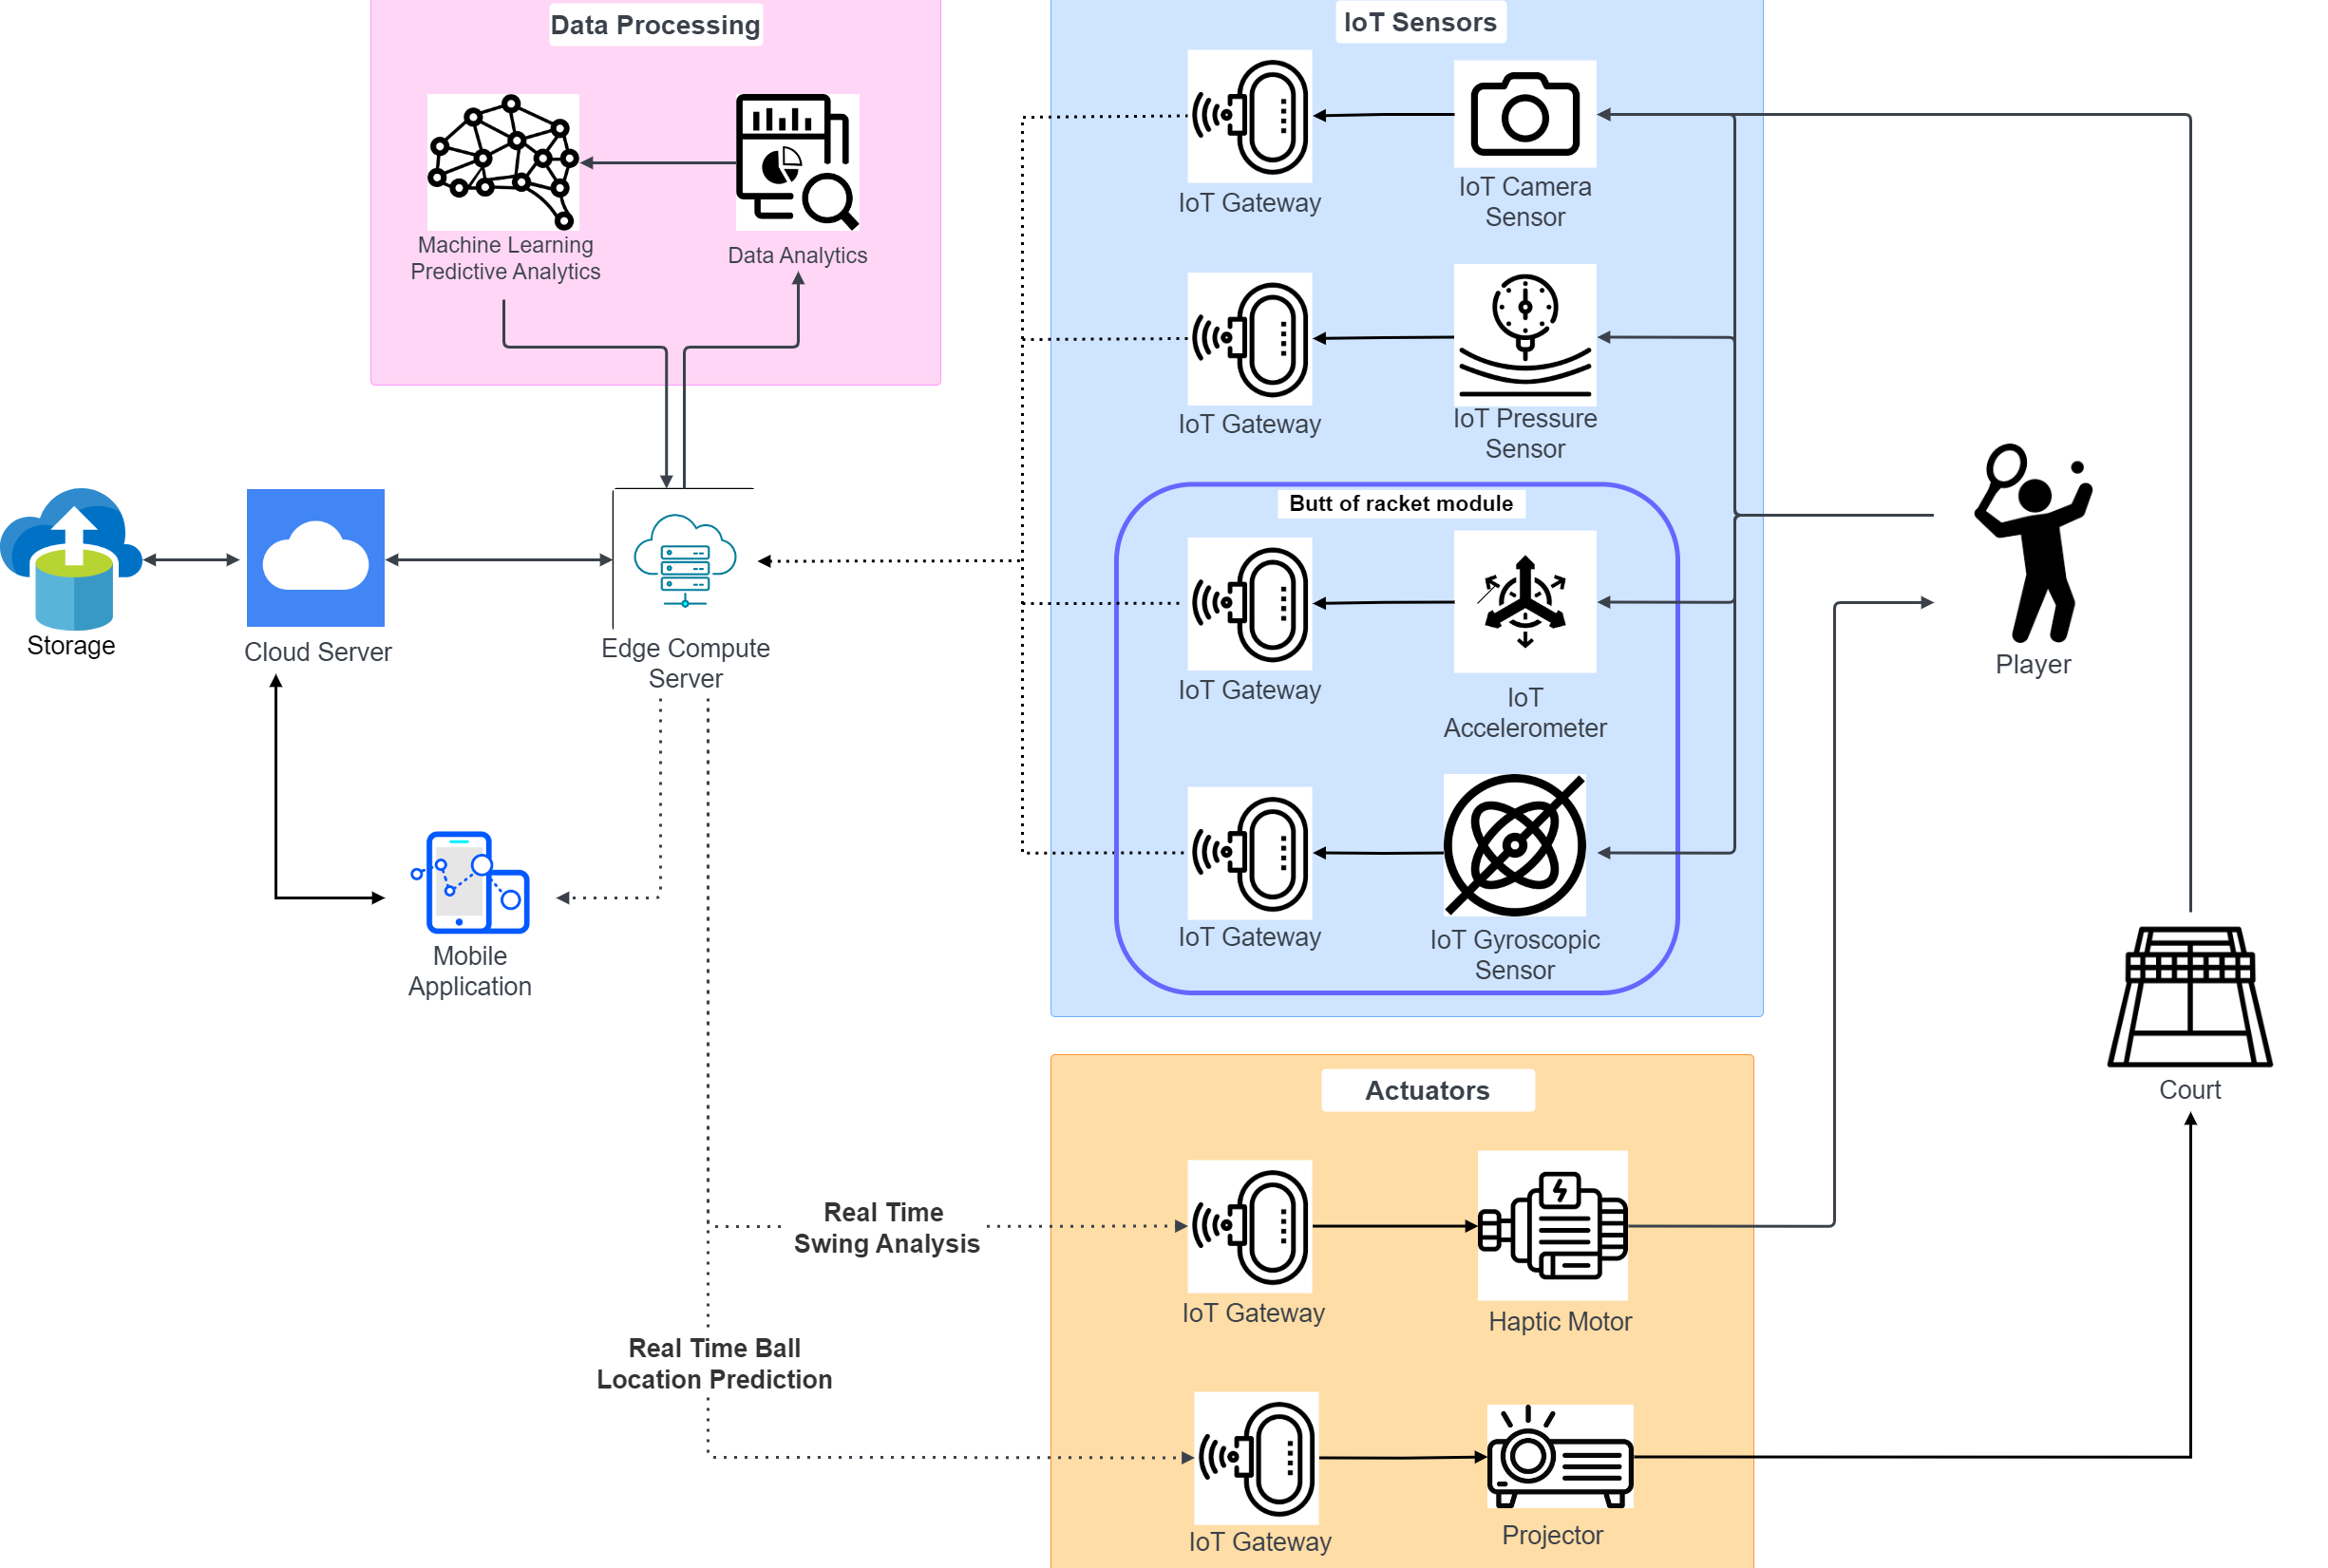 Data Processing
IoT Sensors
Machine Learning
Predictive Analytics
Data Analytics
IoT Gateway
IoT Camera
Sensor
IoT Gateway
IoT Pressure
Sensor
Butt of racket module
IoT Gateway
IoT
Accelerometer
IoT Gateway
IoT Gyroscopic
Sensor
Storage
Cloud Server
Edge Compute
Server
Player
Mobile
Application
Court
Actuators
Real Time
Swing Analysis
IoT Gateway
Haptic Motor
Real Time Ball
Location Prediction
IoT Gateway
Projector